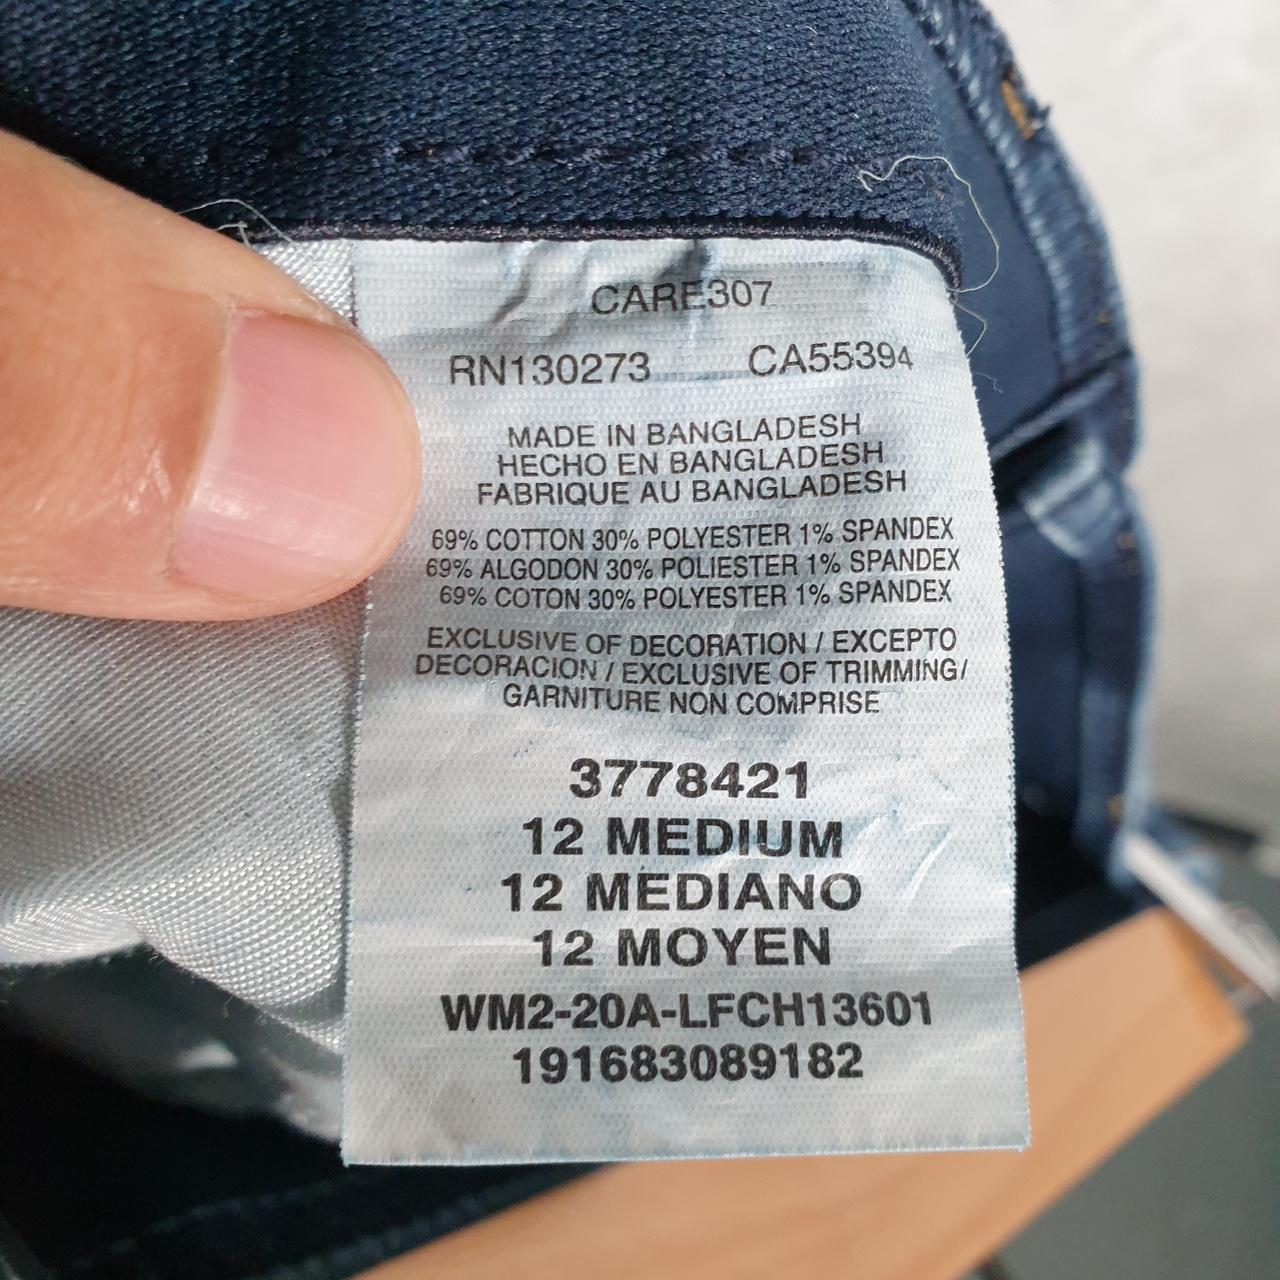 CARE307
RN130273 CA55394
MADE IN BANGLADESH
HECHO EN BANGLADESH
FABRIQUE AU BANGLADESH
69% COTTON 30% POLYESTER 1% SPANDEX
69% ALGODON 30% POLIESTER 1% SPANDEX
69% COTON 30% POLYESTER 1% SPANDEX
EXCLUSIVE OF DECORATION / EXCEPTO
DECORACION / EXCLUSIVE OF TRIMMING/
GARNITURE NON COMPRISE
3778421
12 MEDIUM
12 MEDIANO
12 MOYEN
WM2-20A-LFCH13601
191683089182